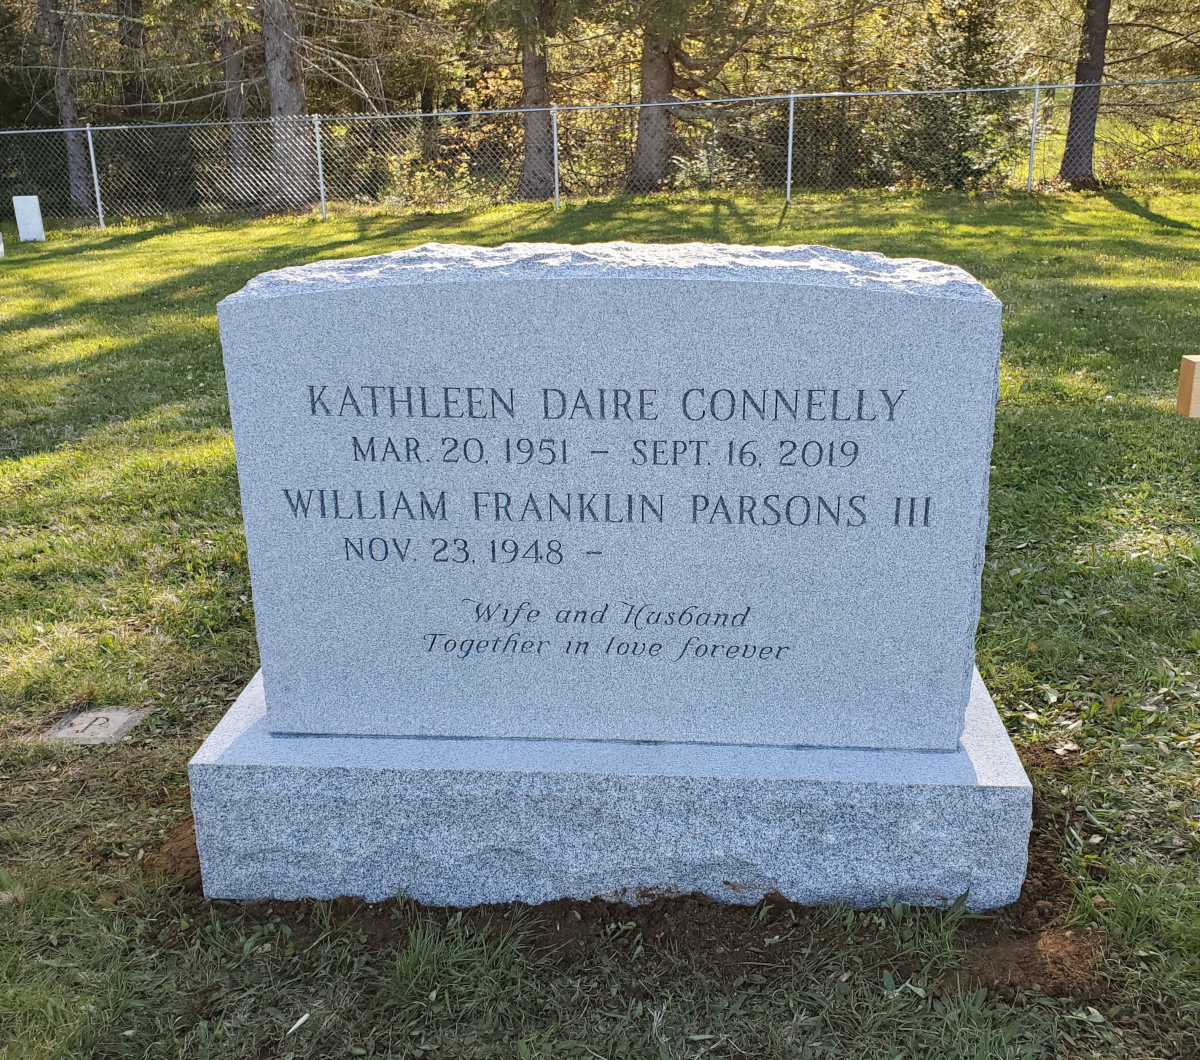 KATHLEEN DAIRE CONNELLY
MAR. 20, 1951 – SEPT. 16, 2019
WILLIAM FRANKLIN PARSONS III
NOV. 23, 1948 –
Wife and Husband
Together in love forever
P